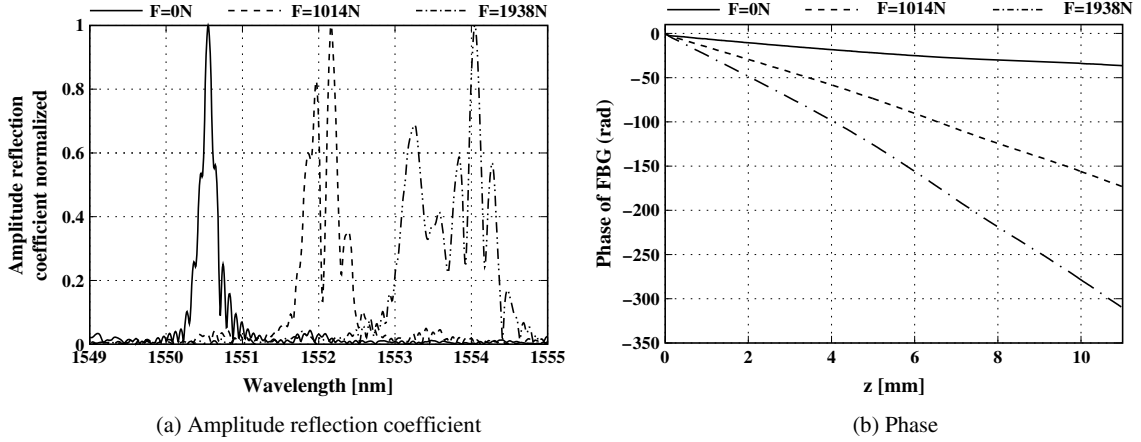 F=0N F=1014N F=1938N
1
0.8
0.6
0.4
0.2
0
1549 1550 1551 1552 1553 1554 1555
Amplitude reflection
coefficient normalized
Wavelength [nm]
(a) Amplitude reflection coefficient
F=0N F=1014N F=1938N
0
−50
−100
−150
−200
−250
−300
−350
0 2 4 6 8 10
Phase of FBG (rad)
z [mm]
(b) Phase